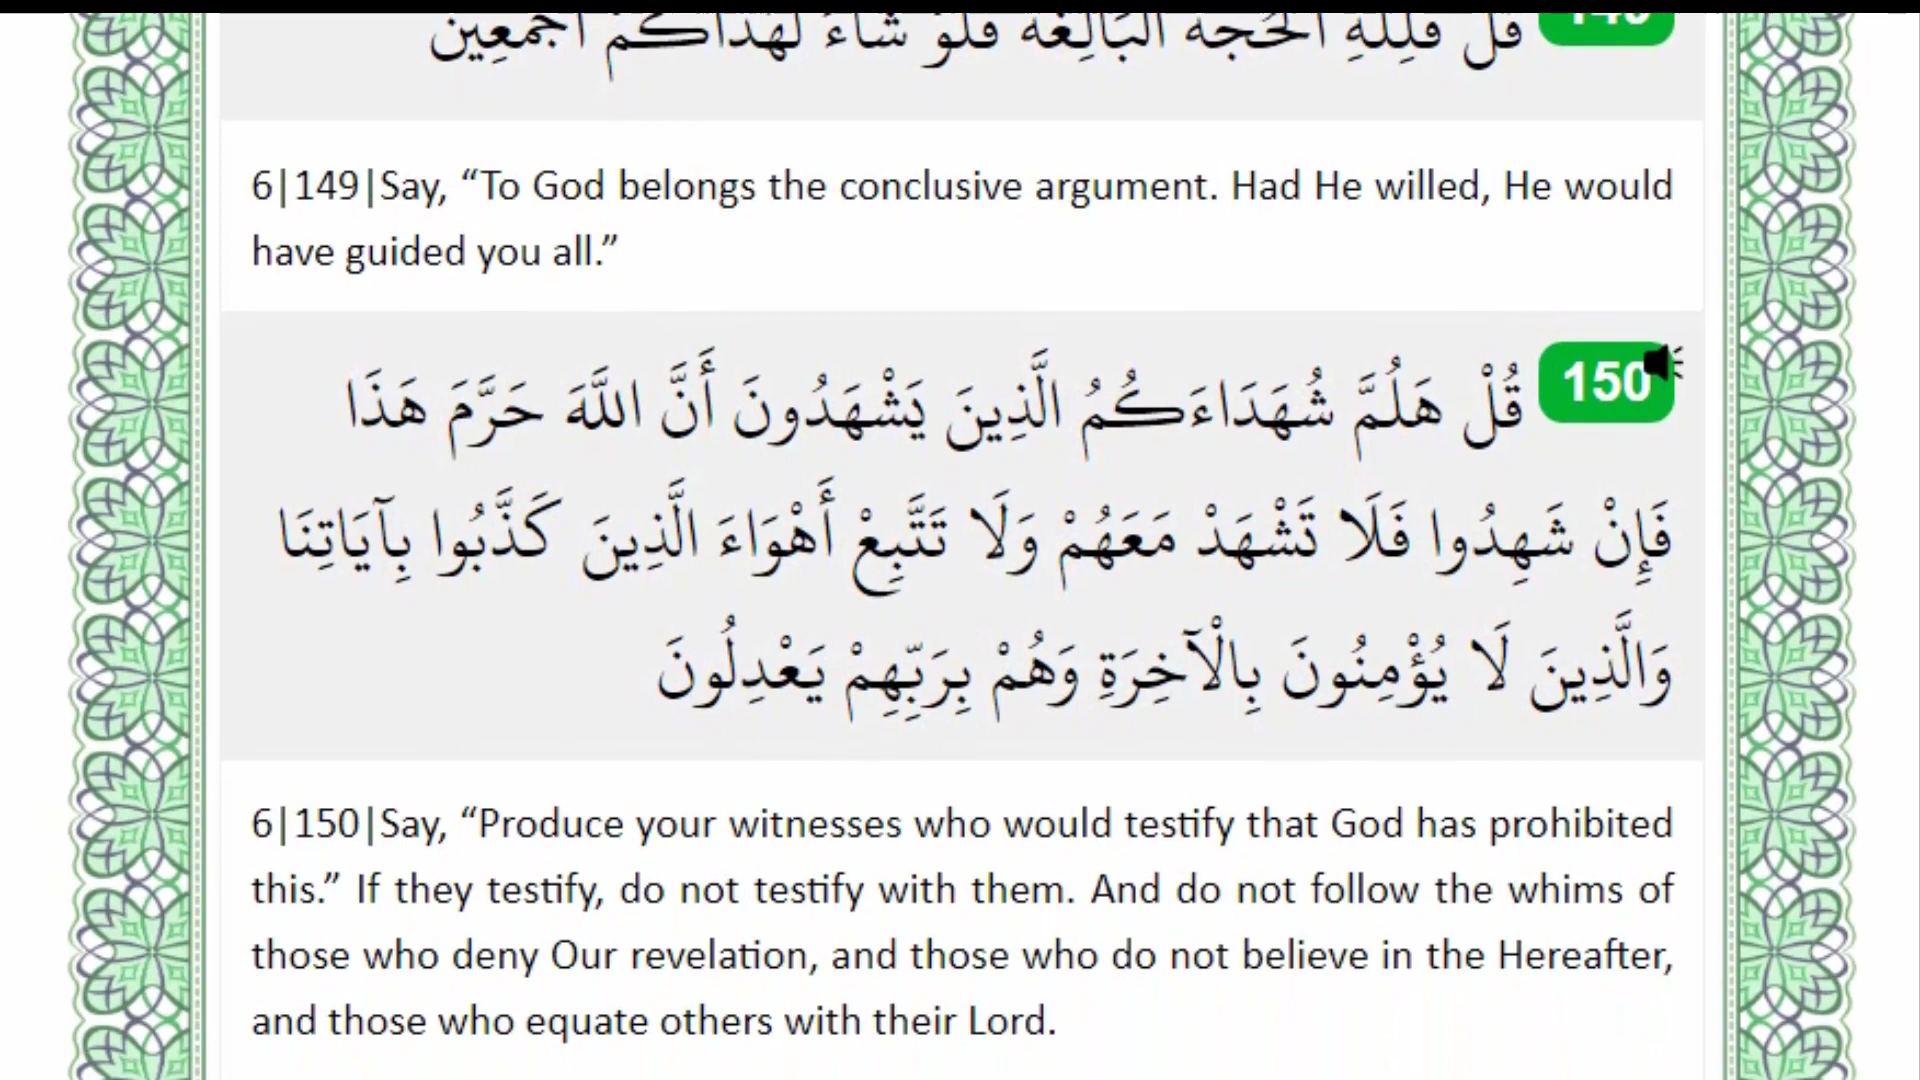 قُلْ فَلِلَّهِ الْحُجَّةُ الْبَالِغَةُ فَلَوْ شَاءَ لَهَدَاكُمْ أَجْمَعِينَ 149
6|149|Say, “To God belongs the conclusive argument. Had He willed, He would
have guided you all.”
150 قُلْ هَلُمَّ شُهَدَاءَكُمُ الَّذِينَ يَشْهَدُونَ أَنَّ اللَّهَ حَرَّمَ هَذَا
فَإِنْ شَهِدُوا فَلَا تَشْهَدْ مَعَهُمْ وَلَا تَتَّبِعْ أَهْوَاءَ الَّذِينَ كَذَّبُوا بِآيَاتِنَا
وَالَّذِينَ لَا يُؤْمِنُونَ بِالْآخِرَةِ وَهُمْ بِرَبِّهِمْ يَعْدِلُونَ
6|150|Say, “Produce your witnesses who would testify that God has prohibited
this.” If they testify, do not testify with them. And do not follow the whims of
those who deny Our revelation, and those who do not believe in the Hereafter,
and those who equate others with their Lord.